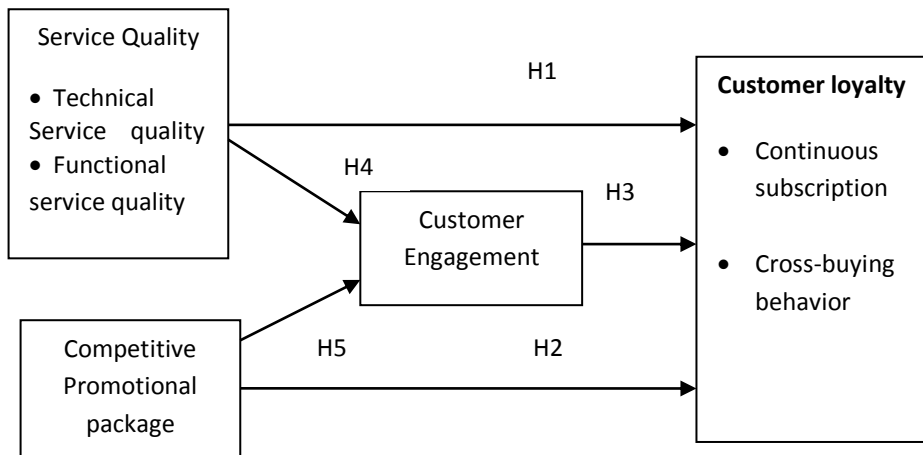 Service Quality
• Technical
Service quality
• Functional
service quality
H1
Customer loyalty
• Continuous
subscription
• Cross-buying
behavior
H4
Customer
Engagement
H3
Competitive
Promotional
package
H5
H2